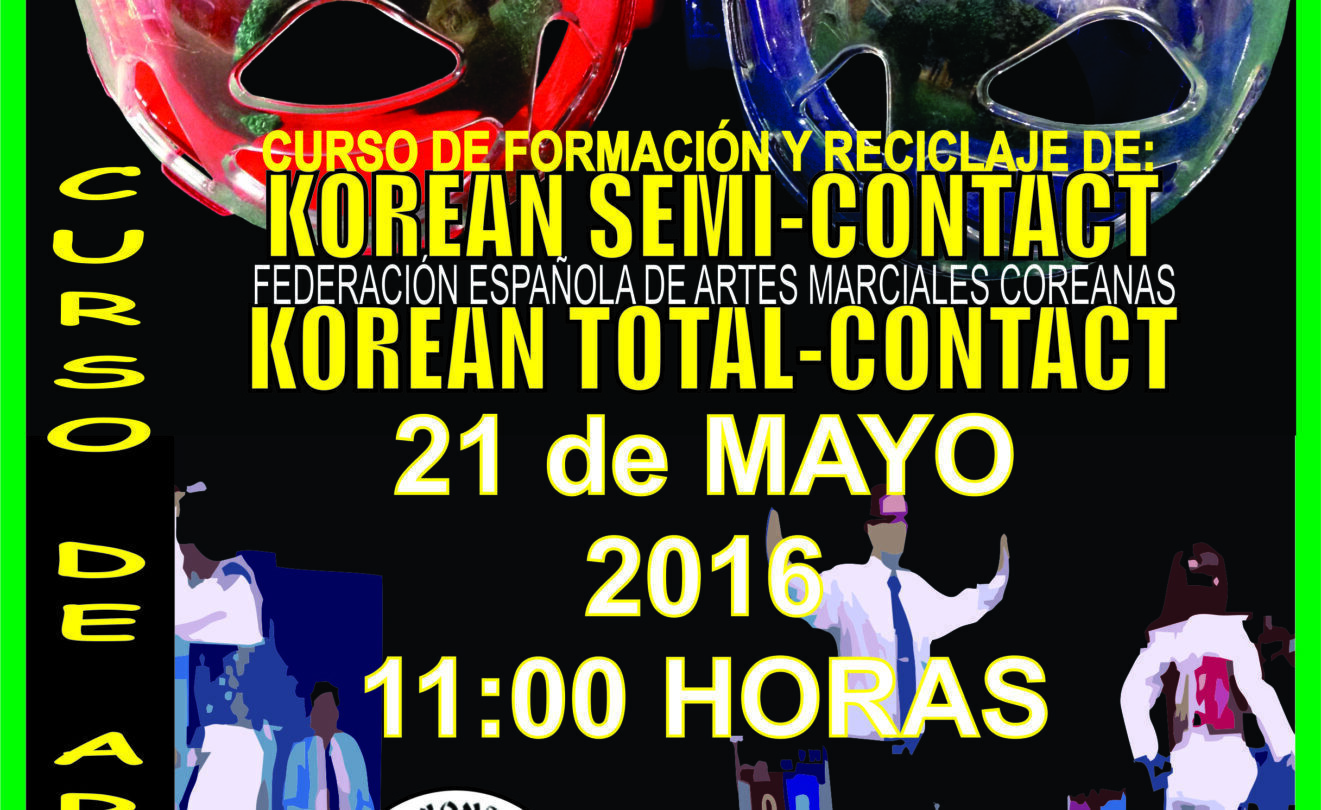 CURSO DE FORMACIÓN Y RECICLAJE DE:
KOREAN SEMI-CONTACT
FEDERACIÓN ESPAÑOLA DE ARTES MARCIALES COREANAS
KOREAN TOTAL-CONTACT
21 de MAYO
2016
11:00 HORAS
CURSO DE